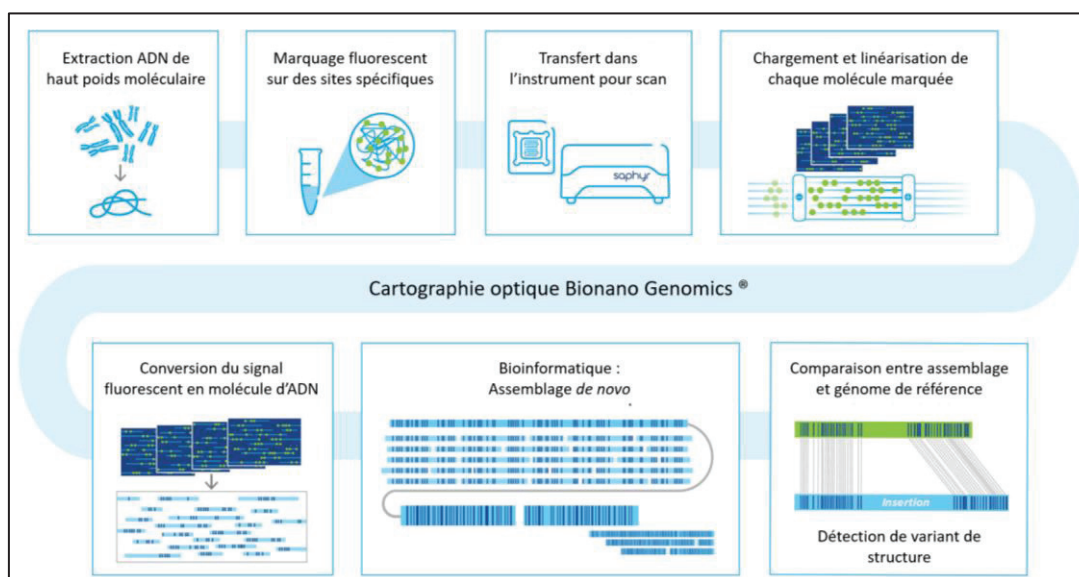 Extraction ADN de
haut poids moléculaire
Marquage fluorescent
sur des sites spécifiques
Transfert dans
l'instrument pour scan
saphyr
Chargement et linéarisation de
chaque molécule marquée
Cartographie optique Bionano Genomics ®
Conversion du signal
fluorescent en molécule d'ADN
Bioinformatique :
Assemblage de novo
Comparaison entre assemblage
et génome de référence
Insertion
Détection de variant de
structure